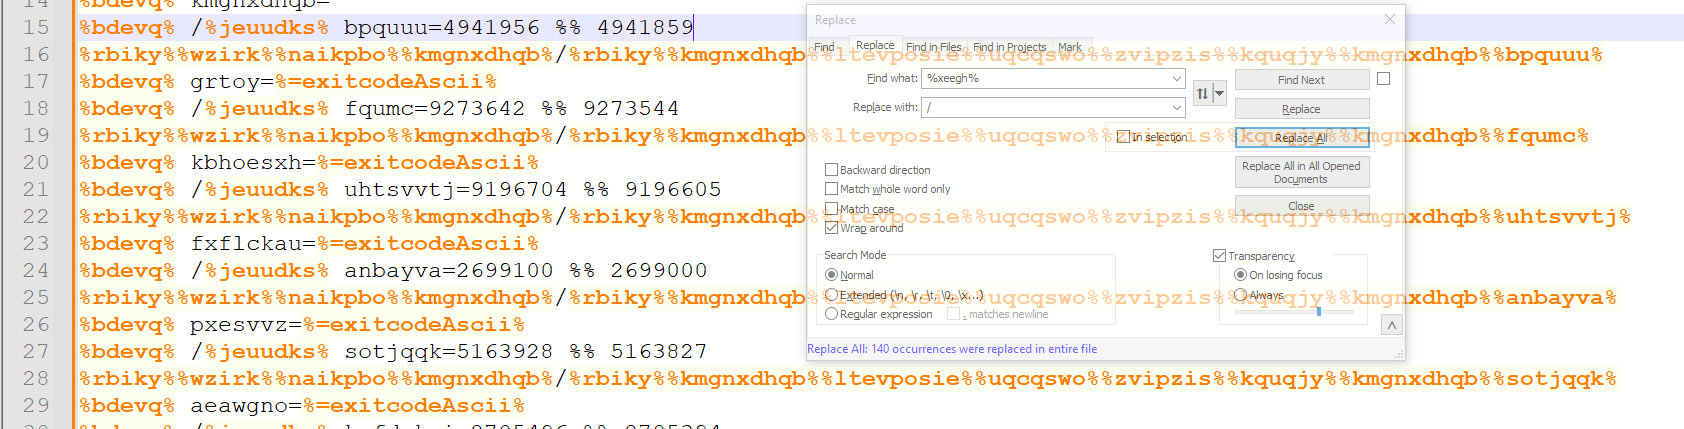 14 %bdevq% kmgnxdhqb=
15 %bdevq% /%jeuudks% bpquuu=4941956 %% 4941859
16 %rbiky%%wzirk%%naikpbo%%kmgnxdhqb%/%rbiky%%kmgnxdhqb%%ltevposie%%uqcqswo%%zvipzis%%kquqjy%%kmgnxdhqb%%bpquuu%
17 %bdevq% grtoy=%=exitcodeAscii%
18 %bdevq% /%jeuudks% fqumc=9273642 %% 9273544
19 %rbiky%%wzirk%%naikpbo%%kmgnxdhqb%/%rbiky%%kmgnxdhqb%%ltevposie%%uqcqswo%%zvipzis%%kquqjy%%kmgnxdhqb%%fqumc%
20 %bdevq% kbhoesxh=%=exitcodeAscii%
21 %bdevq% /%jeuudks% uhtsvvtj=9196704 %% 9196605
22 %rbiky%%wzirk%%naikpbo%%kmgnxdhqb%/%rbiky%%kmgnxdhqb%%ltevposie%%uqcqswo%%zvipzis%%kquqjy%%kmgnxdhqb%%uhtsvvtj%
23 %bdevq% fxflckau=%=exitcodeAscii%
24 %bdevq% /%jeuudks% anbayva=2699100 %% 2699000
25 %rbiky%%wzirk%%naikpbo%%kmgnxdhqb%/%rbiky%%kmgnxdhqb%%ltevposie%%uqcqswo%%zvipzis%%kquqjy%%kmgnxdhqb%%anbayva%
26 %bdevq% pxesvvz=%=exitcodeAscii%
27 %bdevq% /%jeuudks% sotjqqk=5163928 %% 5163827
28 %rbiky%%wzirk%%naikpbo%%kmgnxdhqb%/%rbiky%%kmgnxdhqb%%ltevposie%%uqcqswo%%zvipzis%%kquqjy%%kmgnxdhqb%%sotjqqk%
29 %bdevq% aeawgno=%=exitcodeAscii%
Replace
Find Replace Find in Files Find in Projects Mark
Find what: %xeegh%
Find Next
Replace with: /
Replace
In selection
Replace All
Backward direction
Replace All in All Opened Documents
Match whole word only
Match case
Close
Wrap around
Search Mode
Normal
Extended (\n, \r, \t, \0, \x...)
Regular expression
. matches newline
Transparency
On losing focus
Always
Replace All: 140 occurrences were replaced in entire file